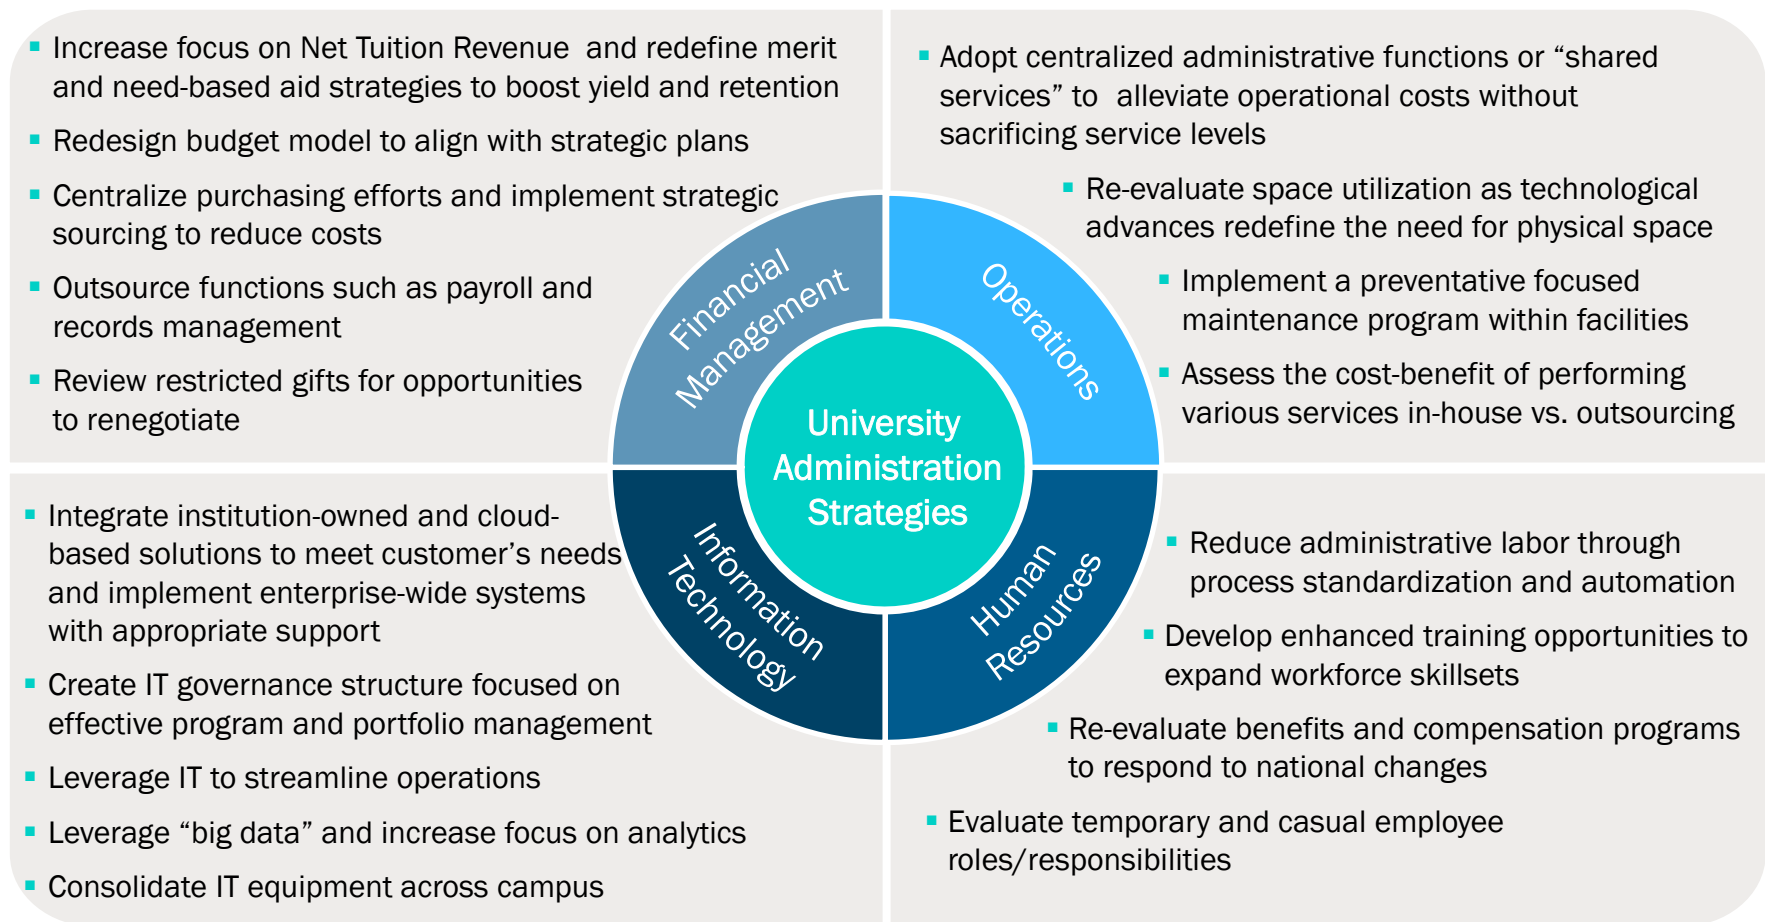 ▪ Increase focus on Net Tuition Revenue  and redefine merit
and need-based aid strategies to boost yield and retention
▪ Redesign budget model to align with strategic plans
▪ Centralize purchasing efforts and implement strategic
sourcing to reduce costs
▪ Outsource functions such as payroll and
records management
▪ Review restricted gifts for opportunities
to renegotiate
▪ Adopt centralized administrative functions or “shared
services” to  alleviate operational costs without
sacrificing service levels
▪ Re-evaluate space utilization as technological
advances redefine the need for physical space
▪ Implement a preventative focused
maintenance program within facilities
▪ Assess the cost-benefit of performing
various services in-house vs. outsourcing
Financial
Management
Operations
University
Administration
Strategies
Information
Technology
Human
Resources
▪ Integrate institution-owned and cloud-
based solutions to meet customer’s needs
and implement enterprise-wide systems
with appropriate support
▪ Create IT governance structure focused on
effective program and portfolio management
▪ Leverage IT to streamline operations
▪ Leverage “big data” and increase focus on analytics
▪ Consolidate IT equipment across campus
▪ Reduce administrative labor through
process standardization and automation
▪ Develop enhanced training opportunities to
expand workforce skillsets
▪ Re-evaluate benefits and compensation programs
to respond to national changes
▪ Evaluate temporary and casual employee
roles/responsibilities